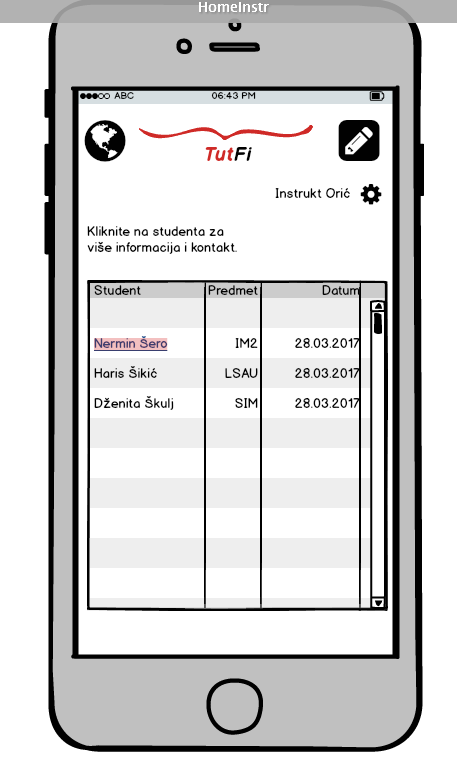 HomeInstr
ABC 06:43 PM
TutFi
Instrukt Orić
Kliknite na studenta za
više informacija i kontakt.
Student Predmet Datum
Nermin Šero IM2 28.03.2017
Haris Šikić LSAU 28.03.2017
Dženita Škulj SIM 28.03.2017